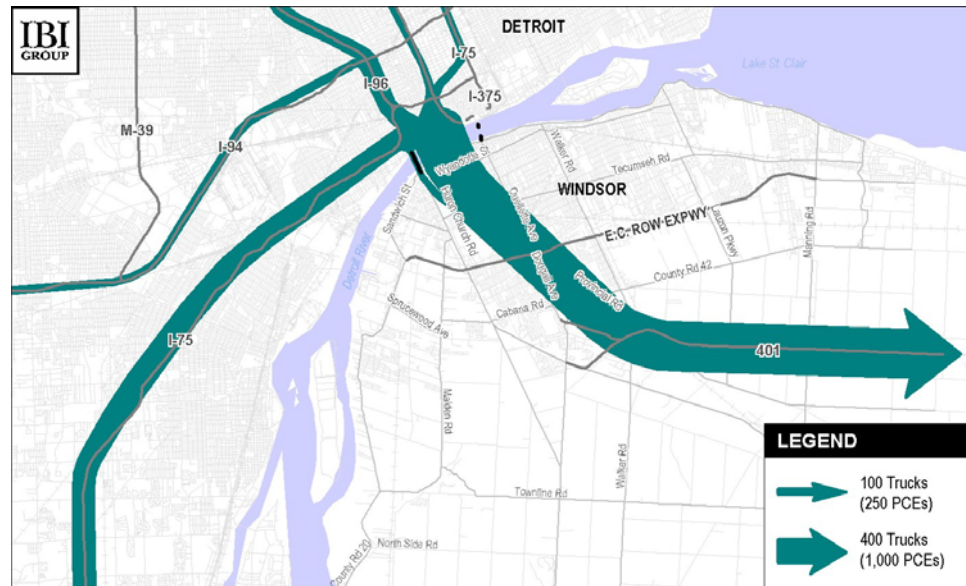 IBI
GROUP
DETROIT
I-75
Lake St. Clair
I-96
I-375
M-39
I-94
Wyandotte St
Walker Rd
Tecumseh Rd
WINDSOR
Sandwich St
Huron Church Rd
Ouellette Ave
E.C. ROW EXPWY
Lauzon Pkwy
Manning Rd
Detroit River
Dougall Ave
County Rd 42
Provincial Rd
Cabana Rd
Sprucewood Ave
I-75
401
Malden Rd
Walker Rd
Townline Rd
North Side Rd
County Rd 20
LEGEND
100 Trucks
(250 PCEs)
400 Trucks
(1,000 PCEs)